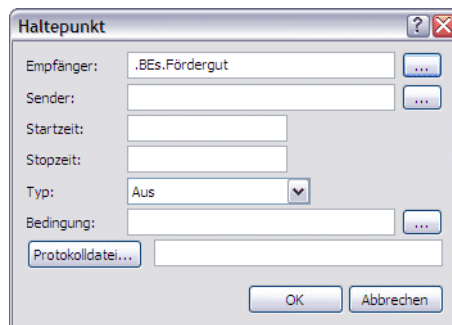 Haltepunkt
Empfänger: .BEs.Fördergut ...
Sender: ...
Startzeit:
Stopzeit:
Typ: Aus
Bedingung: ...
Protokolldatei...
OK Abbrechen